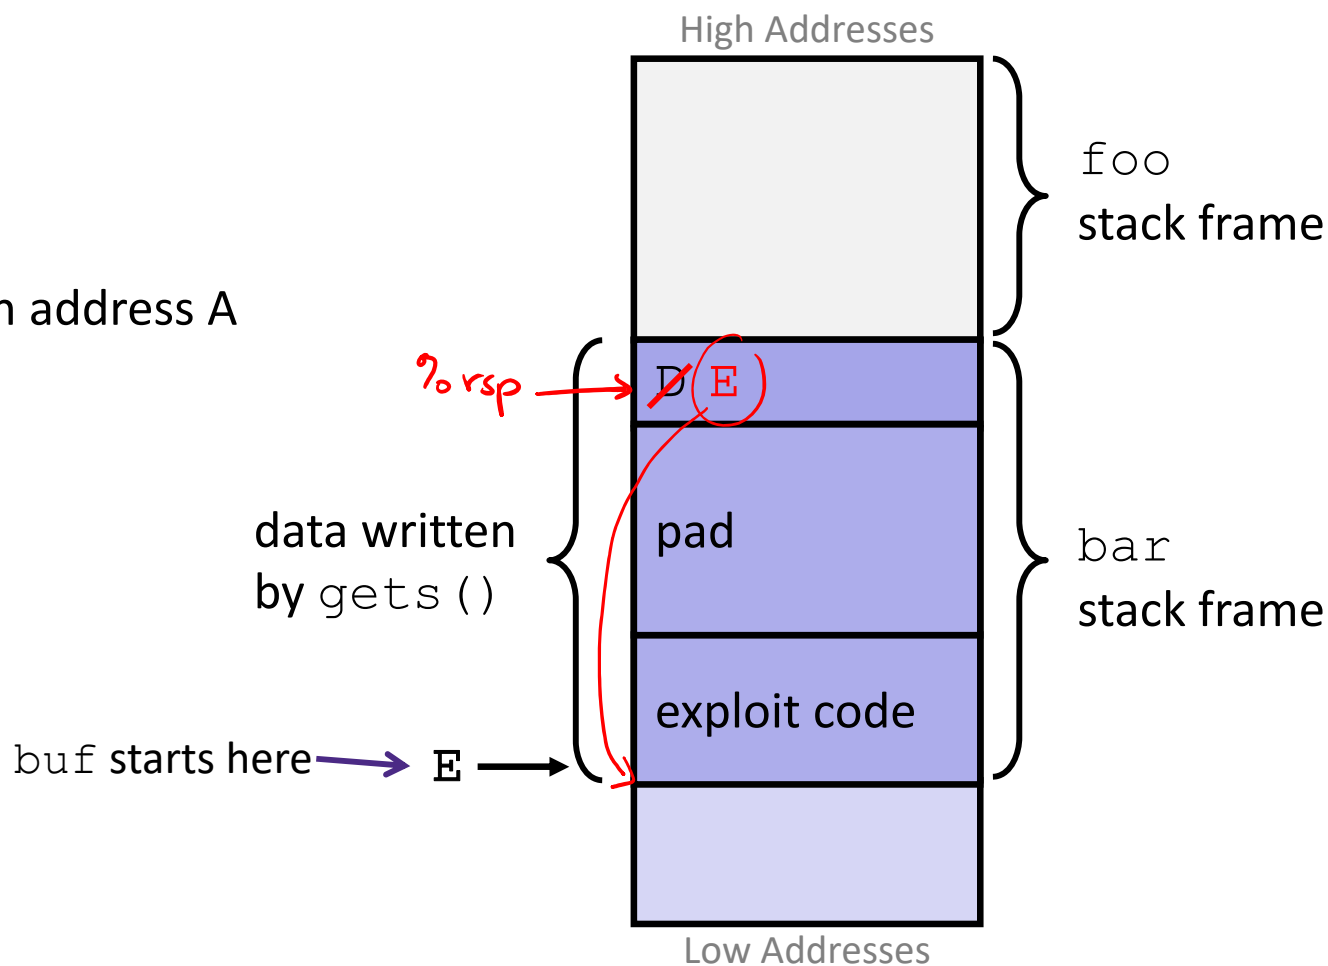 High Addresses
foo
stack frame
n address A
%rsp
D E
data written
by gets()
pad
bar
stack frame
exploit code
buf starts here
E
Low Addresses